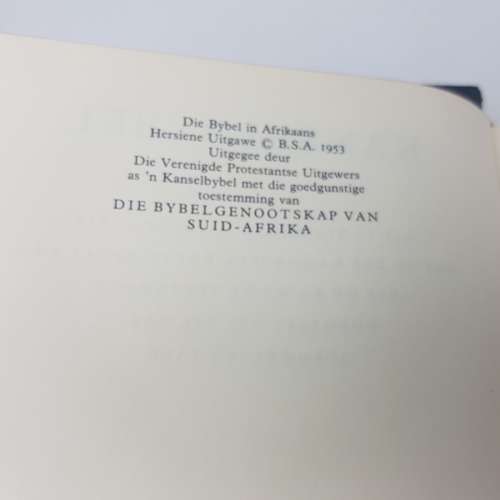 Die Bybel in Afrikaans
Hersiene Uitgawe © B.S.A. 1953
Uitgegee deur
Die Verenigde Protestantse Uitgewers
as 'n Kanselbybel met die goedgunstige
toestemming van
DIE BYBELGENOOTSKAP VAN
SUID-AFRIKA